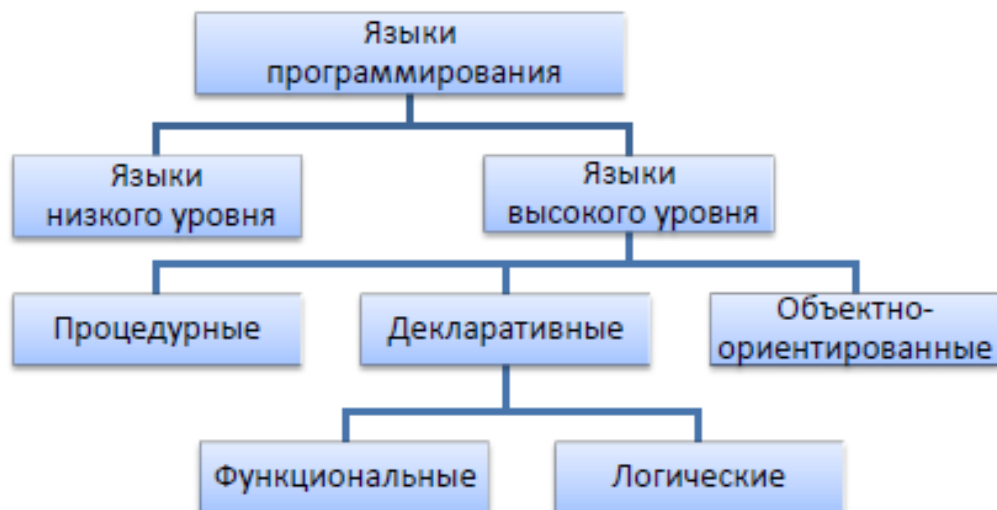 Языки
программирования
Языки
низкого уровня
Языки
высокого уровня
Процедурные
Декларативные
Объектно-
ориентированные
Функциональные
Логические